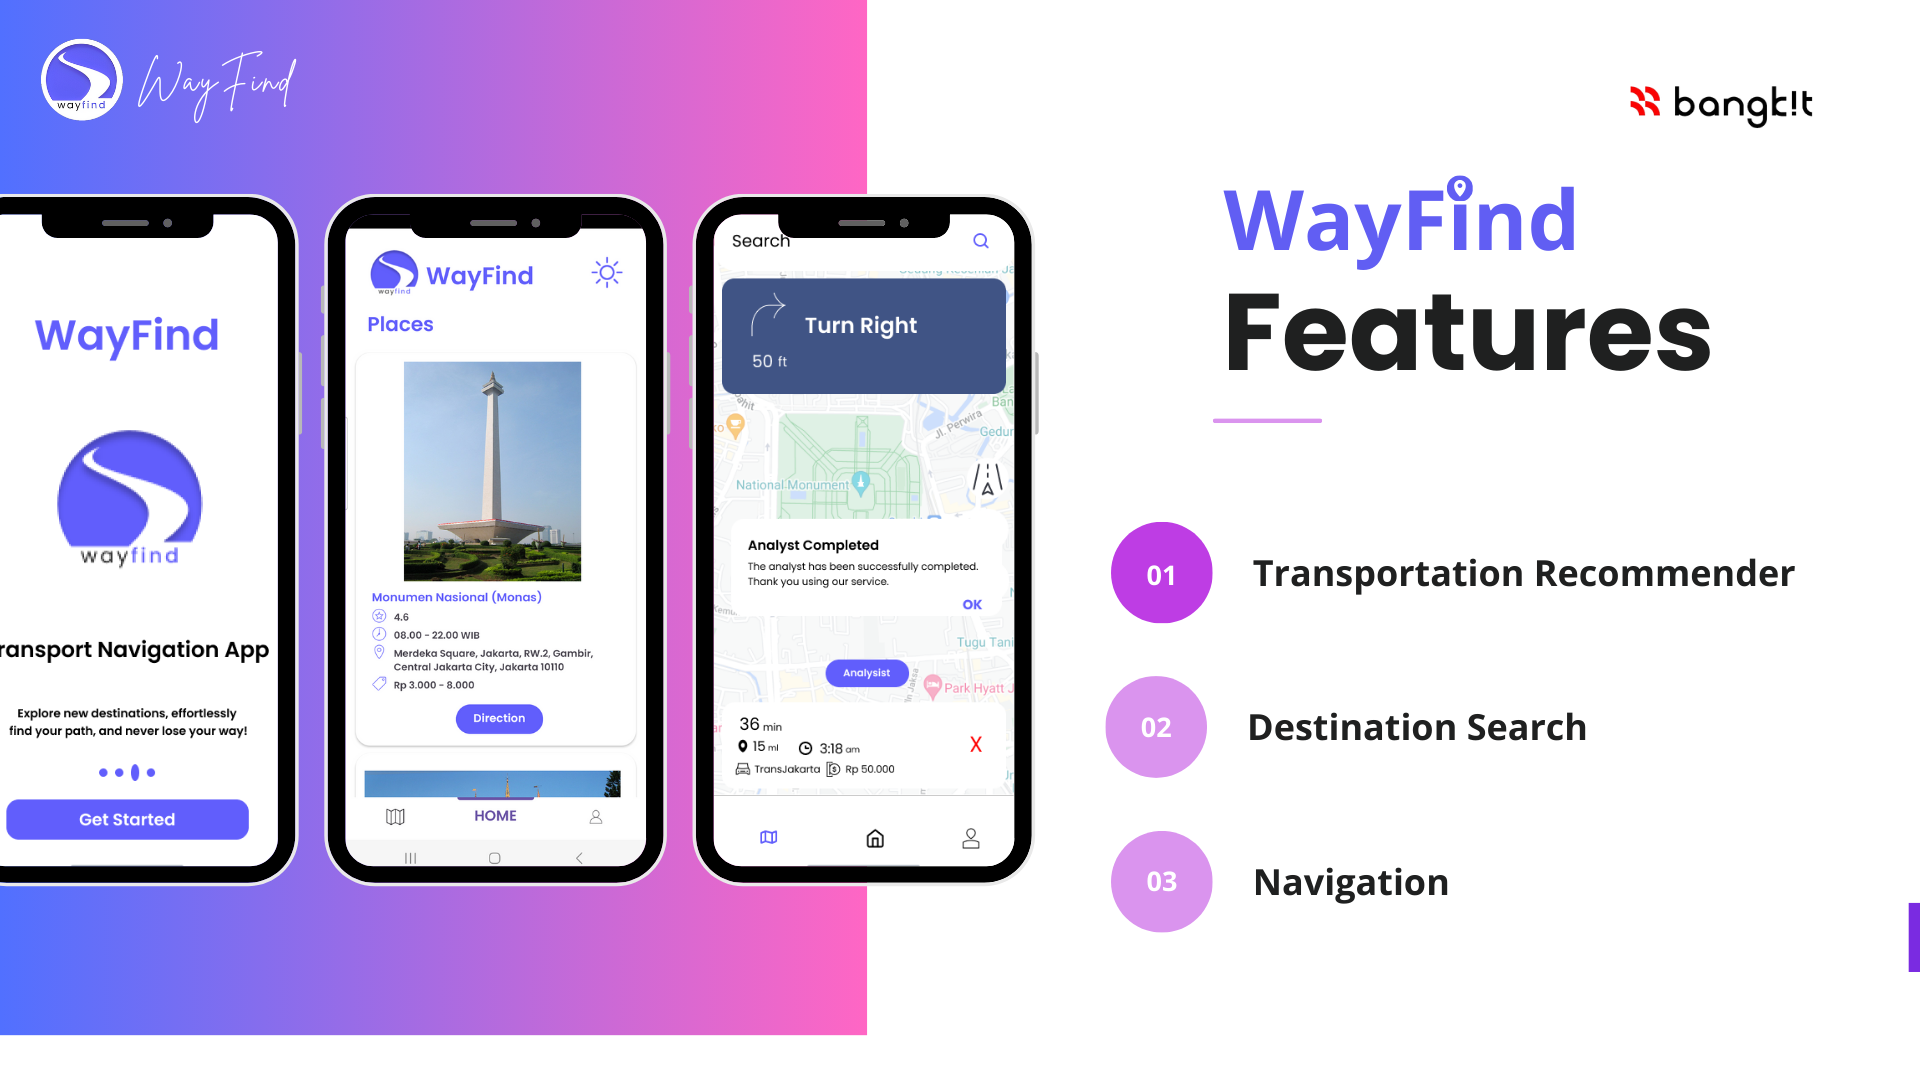 wayfind
WayFind
bangk!t
WayFind
Features
01
Transportation Recommender
02
Destination Search
03
Navigation
WayFind
wayfind
ransport Navigation App
Explore new destinations, effortlessly
find your path, and never lose your way!
Get Started
wayfind
WayFind
Places
Monumen Nasional (Monas)
4.6
08.00 - 22.00 WIB
Merdeka Square, Jakarta, RW.2, Gambir,
Central Jakarta City, Jakarta 10110
Rp 3.000 - 8.000
Direction
HOME
Search
Turn Right
50 ft
Ban
Jl. Perwira
Gedur
National Monument
Analyst Completed
The analyst has been successfully completed.
Thank you using our service.
OK
Tugu Tani
Analysist
Jaksa
Park Hyatt J
36 min
15 ml
3:18 am
X
TransJakarta
Rp 50.000